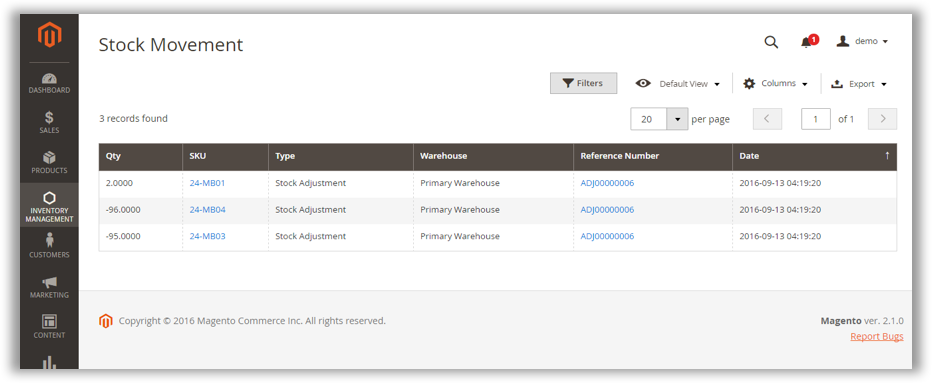 Stock Movement
1
demo
DASHBOARD
$
SALES
PRODUCTS
INVENTORY
MANAGEMENT
CUSTOMERS
MARKETING
CONTENT
Filters
Default View
Columns
Export
3 records found
20
per page
1
of 1
Qty SKU Type Warehouse Reference Number Date
2.0000 24-MB01 Stock Adjustment Primary Warehouse ADJ00000006 2016-09-13 04:19:20
-96.0000 24-MB04 Stock Adjustment Primary Warehouse ADJ00000006 2016-09-13 04:19:20
-95.0000 24-MB03 Stock Adjustment Primary Warehouse ADJ00000006 2016-09-13 04:19:20
Copyright © 2016 Magento Commerce Inc. All rights reserved.
Magento ver. 2.1.0
Report Bugs